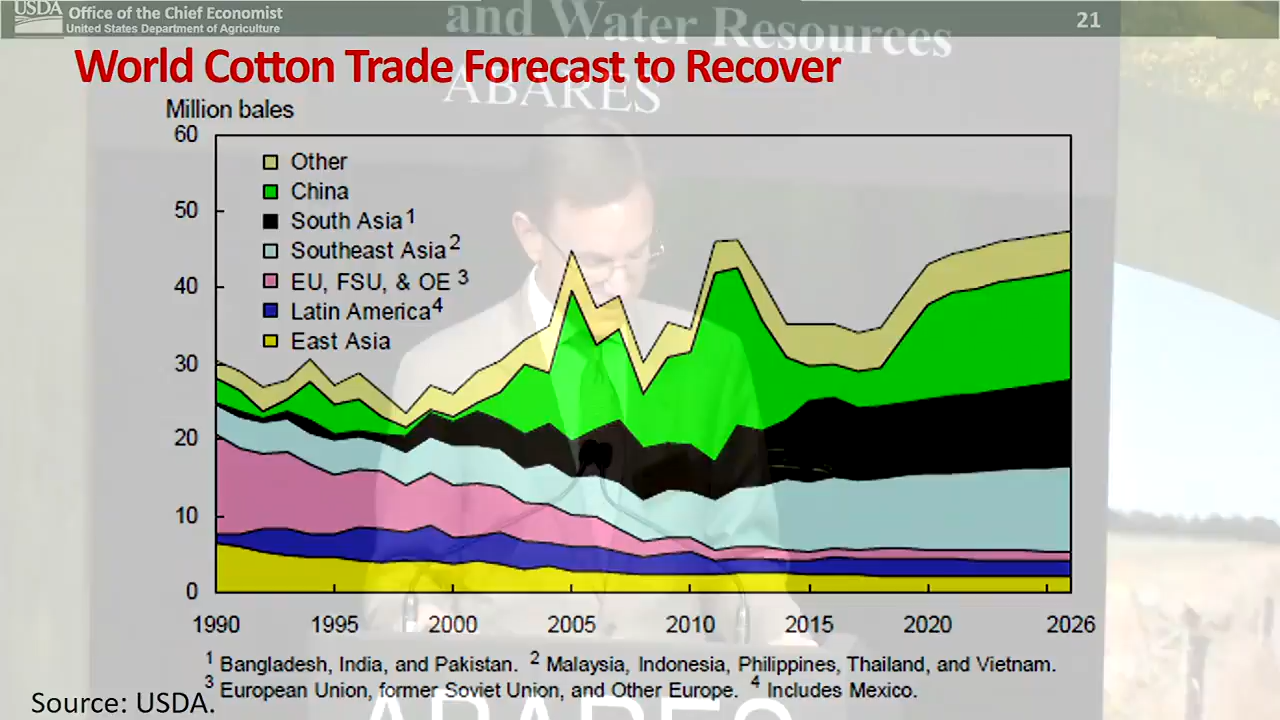 USDA Office of the Chief Economist
United States Department of Agriculture
21
and Water Resources
ABARES
World Cotton Trade Forecast to Recover
Million bales
60
50
40
30
20
10
0
Other
China
South Asia 1
Southeast Asia 2
EU, FSU, & OE 3
Latin America 4
East Asia
1990 1995 2000 2005 2010 2015 2020 2026
1 Bangladesh, India, and Pakistan. 2 Malaysia, Indonesia, Philippines, Thailand, and Vietnam.
3 European Union, former Soviet Union, and Other Europe. 4 Includes Mexico.
Source: USDA.
ABARES